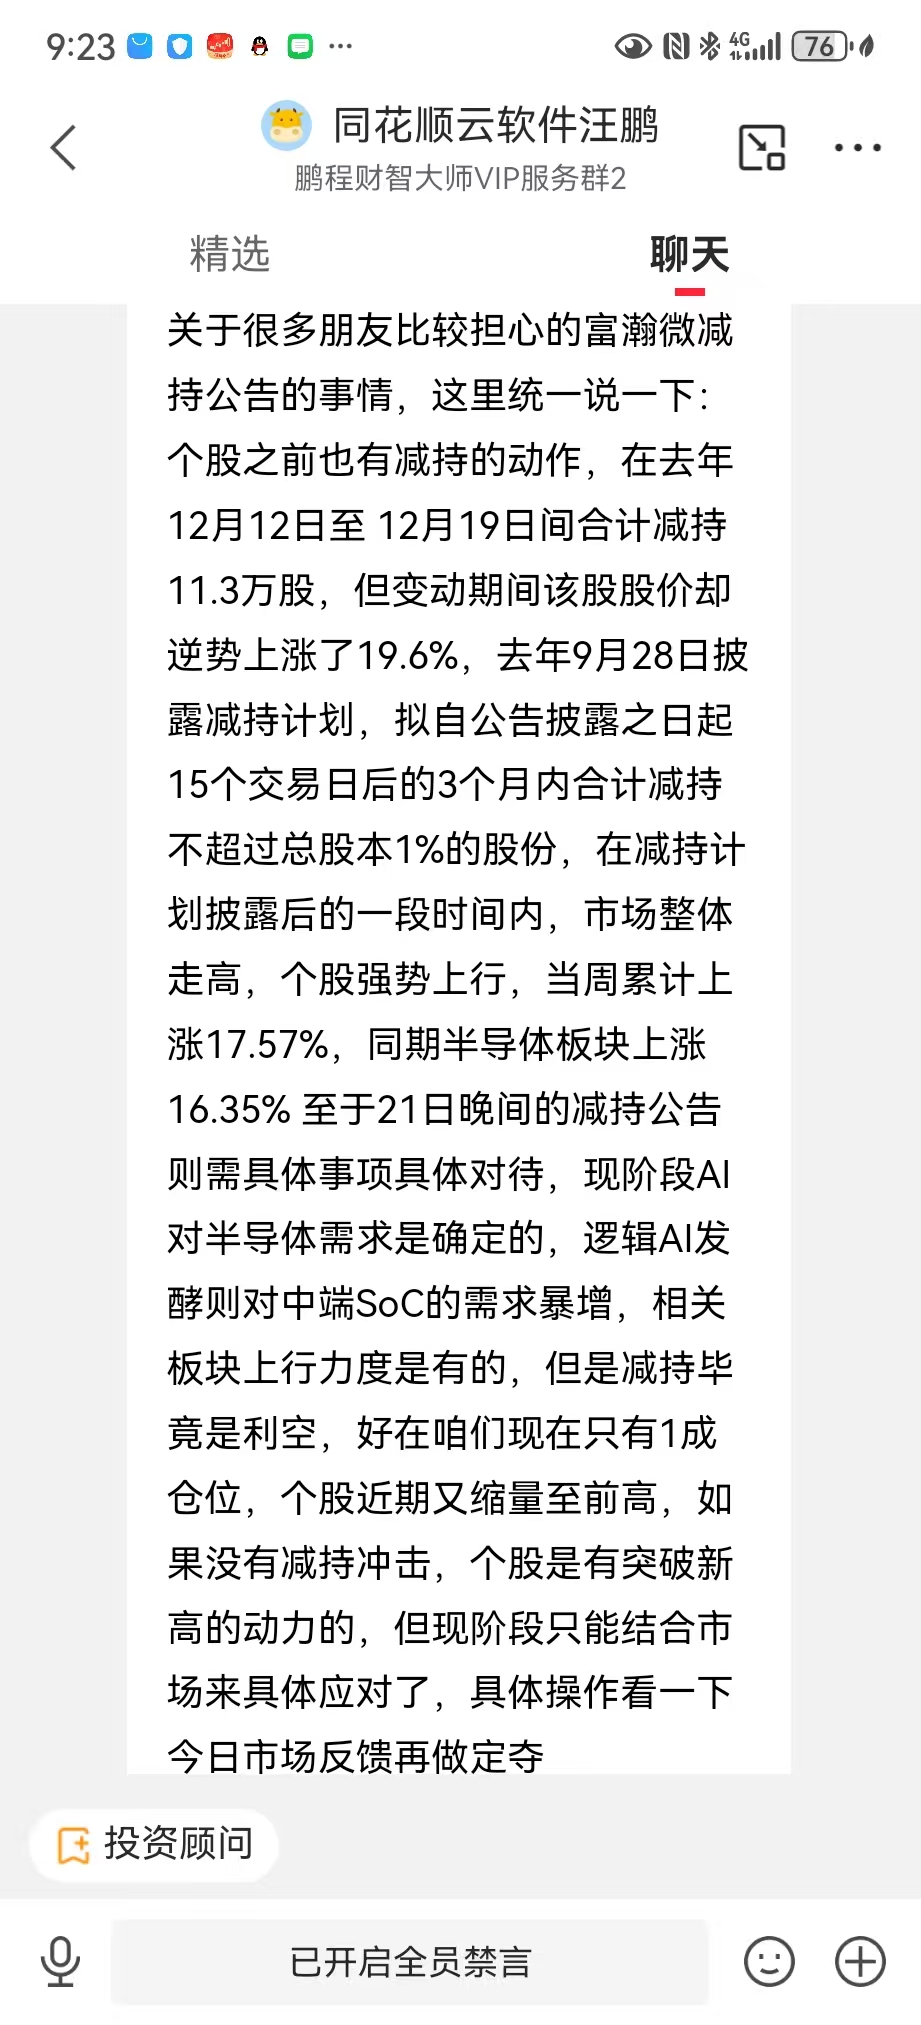 9:23
4G
76
同花顺云软件汪鹏
鹏程财智大师VIP服务群2
精选
聊天
关于很多朋友比较担心的富瀚微减
持公告的事情，这里统一说一下：
个股之前也有减持的动作，在去年
12月12日至 12月19日间合计减持
11.3万股，但变动期间该股股价却
逆势上涨了19.6%，去年9月28日披
露减持计划，拟自公告披露之日起
15个交易日后的3个月内合计减持
不超过总股本1%的股份，在减持计
划披露后的一段时间内，市场整体
走高，个股强势上行，当周累计上
涨17.57%，同期半导体板块上涨
16.35% 至于21日晚间的减持公告
则需具体事项具体对待，现阶段AI
对半导体需求是确定的，逻辑AI发
酵则对中端SoC的需求暴增，相关
板块上行力度是有的，但是减持毕
竟是利空，好在咱们现在只有1成
仓位，个股近期又缩量至前高，如
果没有减持冲击，个股是有突破新
高的动力的，但现阶段只能结合市
场来具体应对了，具体操作看一下
今日市场反馈再做定夺
投资顾问
已开启全员禁言